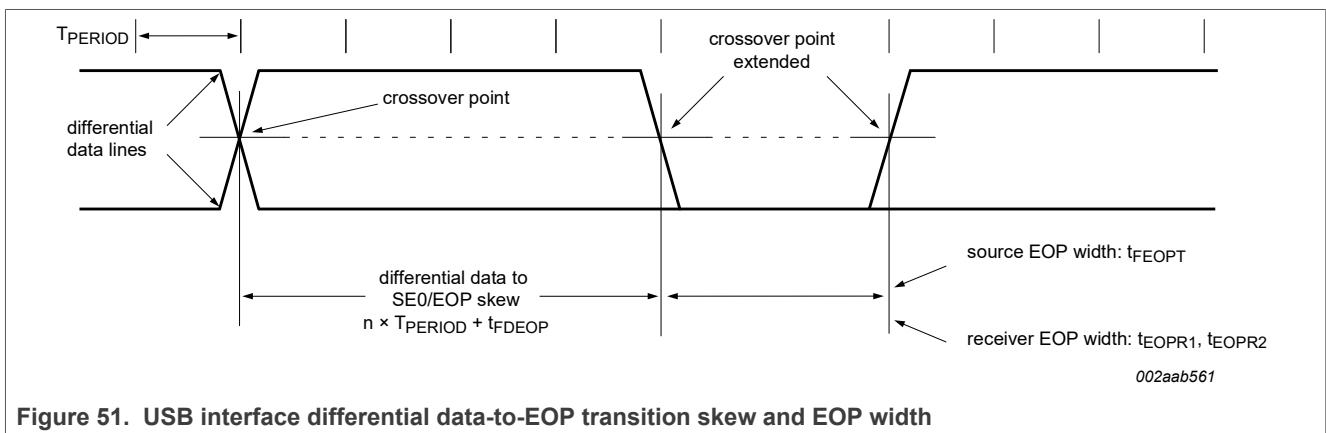 TPERIOD
crossover point
extended
crossover point
differential
data lines
source EOP width: tFEOPT
differential data to
SE0/EOP skew
n × TPERIOD + tFDEOP
receiver EOP width: tEOPR1, tEOPR2
002aab561
Figure 51. USB interface differential data-to-EOP transition skew and EOP width